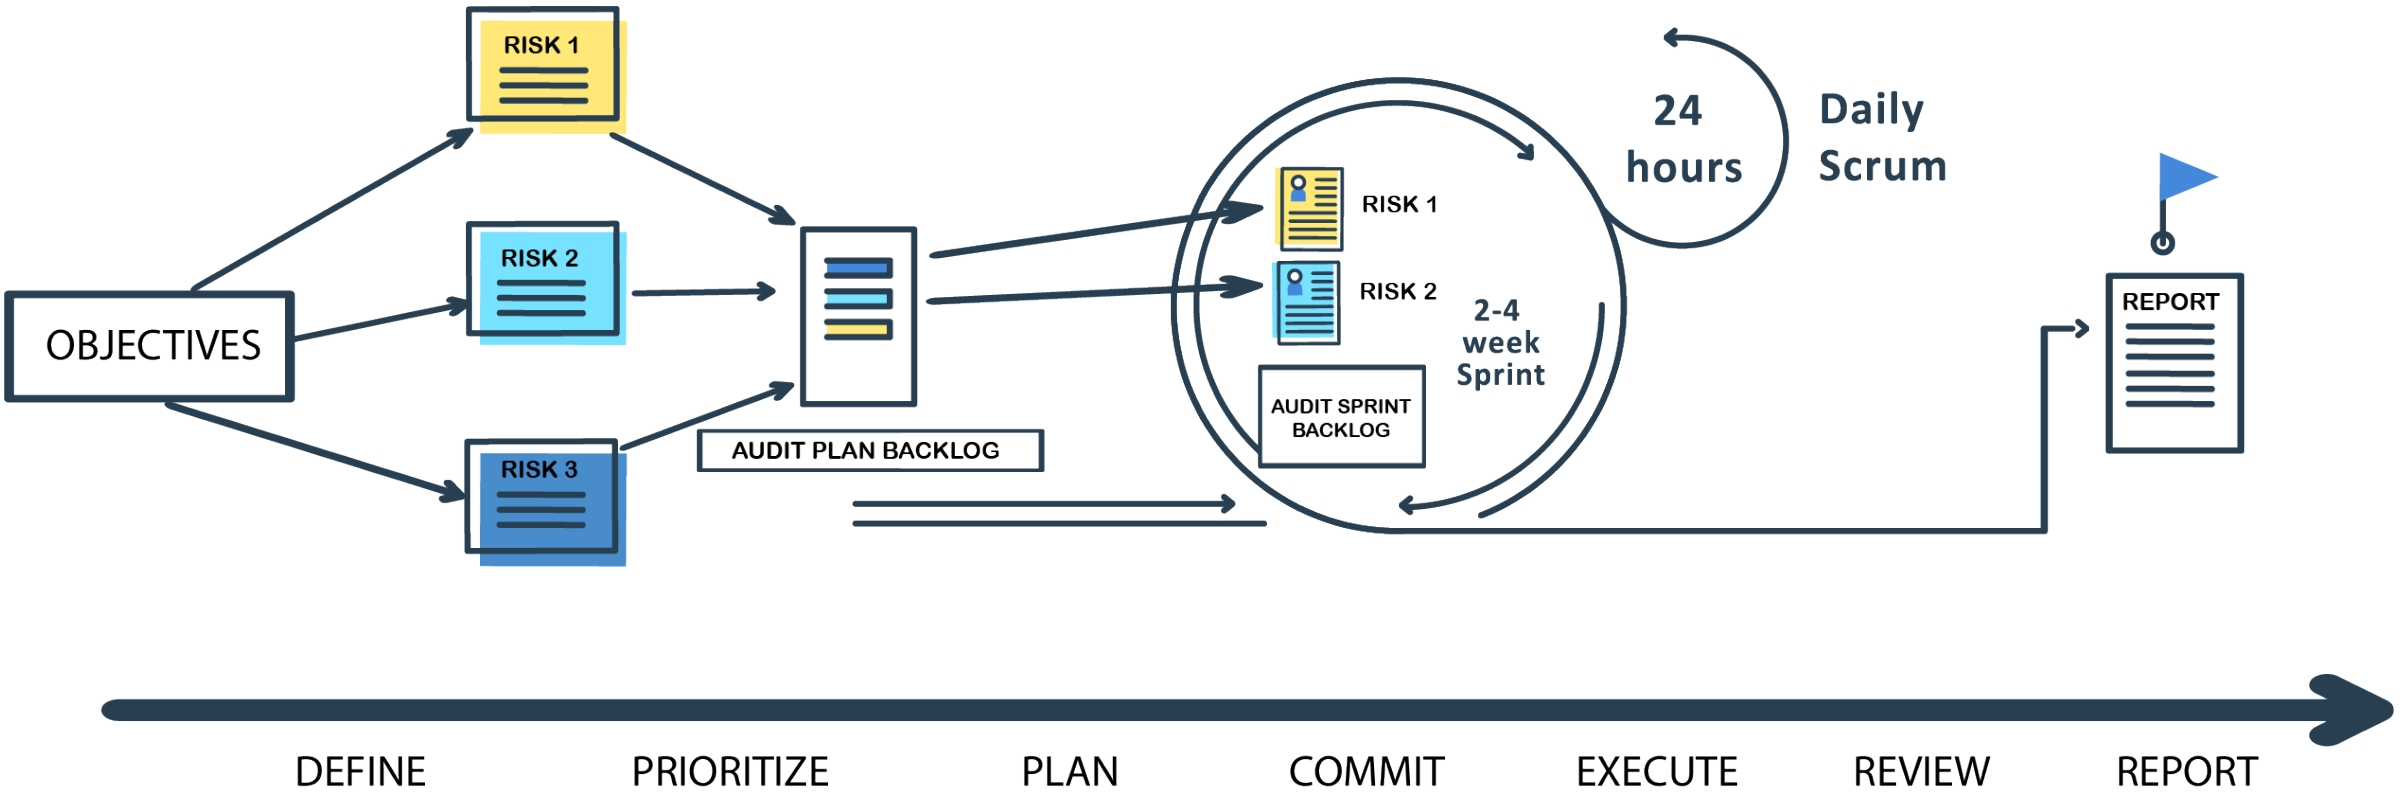 RISK 1
RISK 2
RISK 3
OBJECTIVES
AUDIT PLAN BACKLOG
RISK 1
RISK 2
AUDIT SPRINT
BACKLOG
2-4
week
Sprint
24
hours
Daily
Scrum
REPORT
DEFINE PRIORITIZE PLAN COMMIT EXECUTE REVIEW REPORT